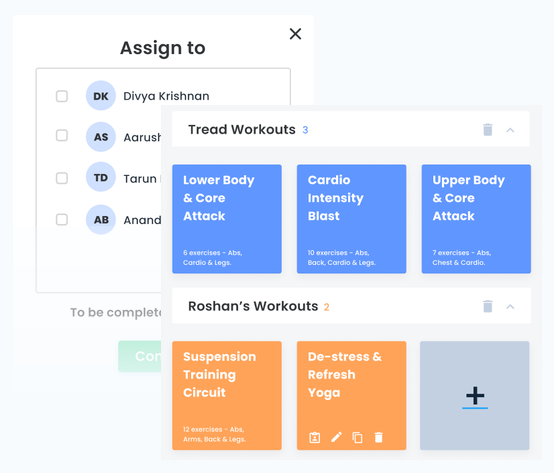 Assign to
DK Divya Krishnan
AS Aarush
TD Tarun
AB Anand
To be complete
Con
Tread Workouts 3
Lower Body
& Core
Attack
6 exercises - Abs,
Cardio & Legs.
Cardio
Intensity
Blast
10 exercises - Abs,
Back, Cardio & Legs.
Upper Body
& Core
Attack
7 exercises - Abs,
Chest & Cardio.
Roshan's Workouts 2
Suspension
Training
Circuit
12 exercises - Abs,
Arms, Back & Legs.
De-stress &
Refresh
Yoga